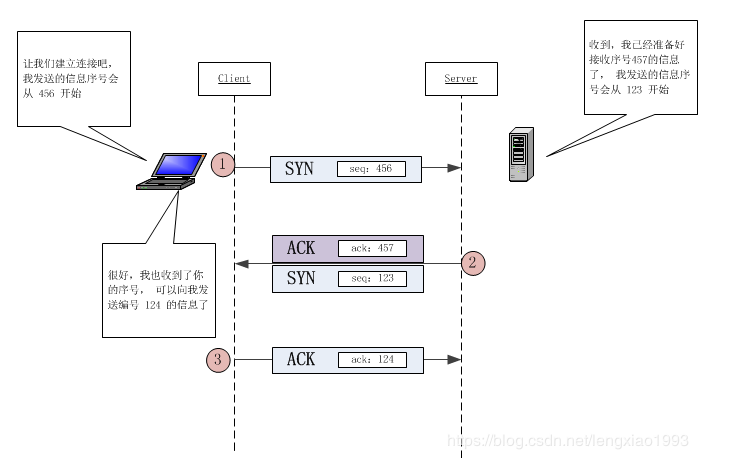 让我们建立连接吧，
我发送的信息序号会
从 456 开始
收到，我已经准备好
接收序号457的信息
了， 我发送的信息序
号会从 123 开始
Client
Server
1
SYN
seq: 456
ACK
ack: 457
2
SYN
seq: 123
很好，我也收到了你
的序号， 可以向我发
送编号 124 的信息了
3
ACK
ack: 124
https://blog.csdn.net/lengxiao1993